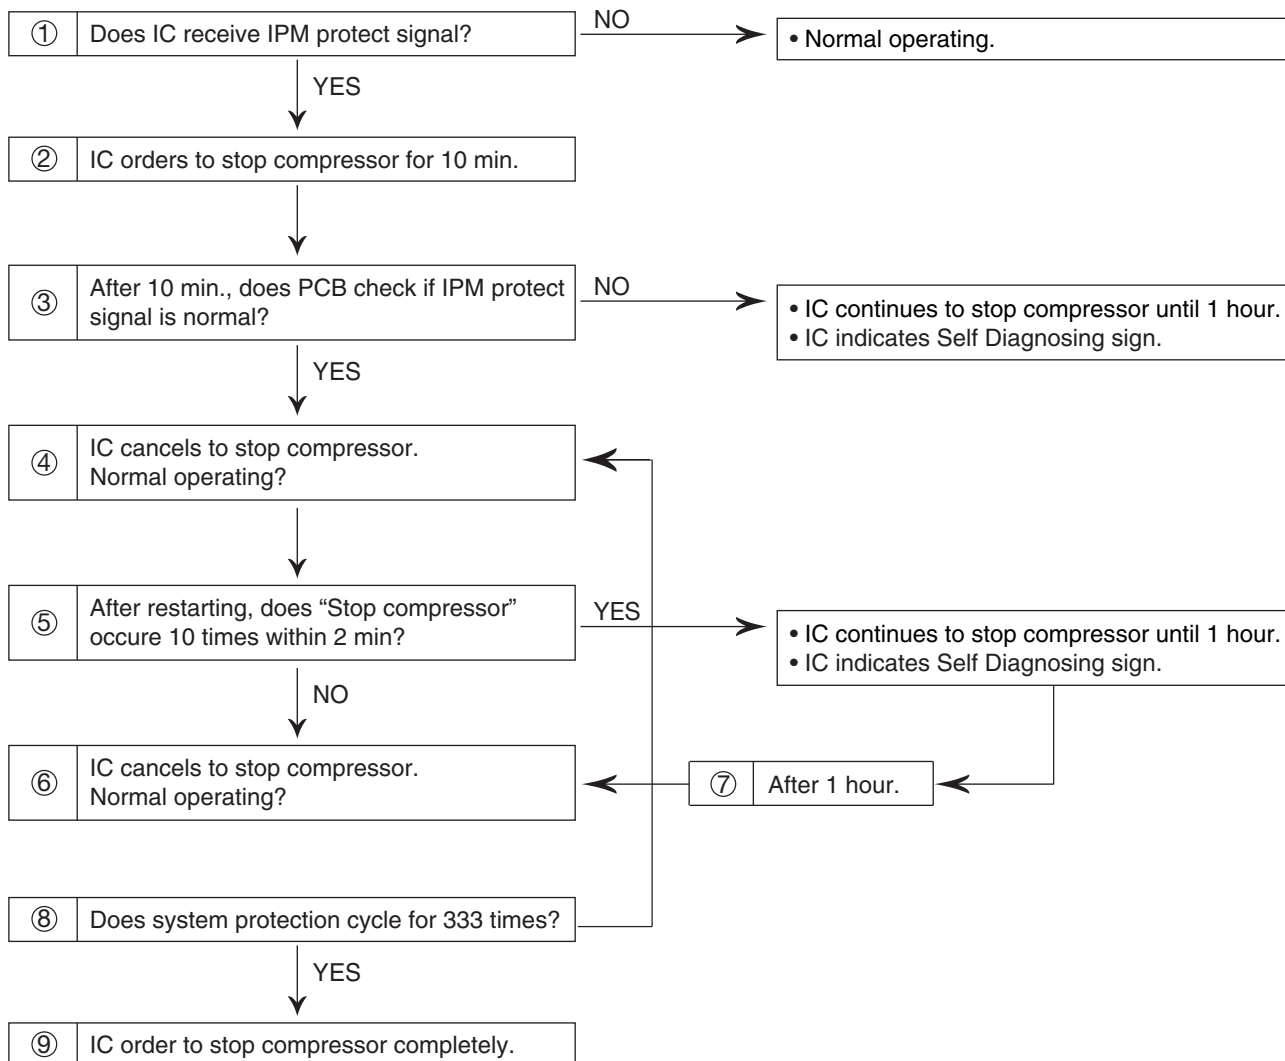 ① Does IC receive IPM protect signal?
NO
• Normal operating.
YES
② IC orders to stop compressor for 10 min.
③ After 10 min., does PCB check if IPM protect
signal is normal?
NO
• IC continues to stop compressor until 1 hour.
• IC indicates Self Diagnosing sign.
YES
④ IC cancels to stop compressor.
Normal operating?
⑤ After restarting, does “Stop compressor”
occure 10 times within 2 min?
YES
• IC continues to stop compressor until 1 hour.
• IC indicates Self Diagnosing sign.
NO
⑥ IC cancels to stop compressor.
Normal operating?
⑦ After 1 hour.
⑧ Does system protection cycle for 333 times?
YES
⑨ IC order to stop compressor completely.